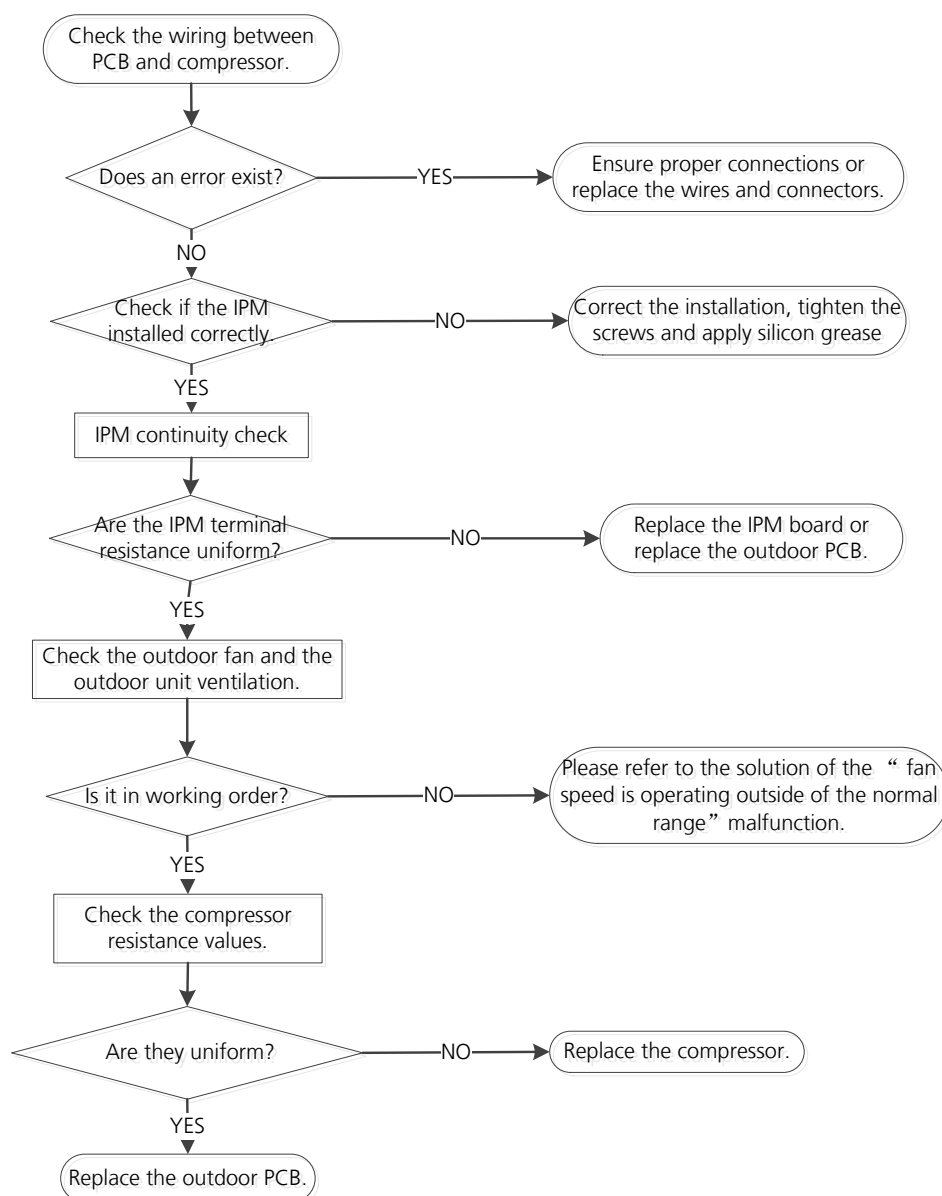 Check the wiring between
PCB and compressor.
Does an error exist?
YES
Ensure proper connections or
replace the wires and connectors.
NO
Check if the IPM
installed correctly.
NO
Correct the installation, tighten the
screws and apply silicon grease
YES
IPM continuity check
Are the IPM terminal
resistance uniform?
NO
Replace the IPM board or
replace the outdoor PCB.
YES
Check the outdoor fan and the
outdoor unit ventilation.
Is it in working order?
NO
Please refer to the solution of the “ fan
speed is operating outside of the normal
range” malfunction.
YES
Check the compressor
resistance values.
Are they uniform?
NO
Replace the compressor.
YES
Replace the outdoor PCB.